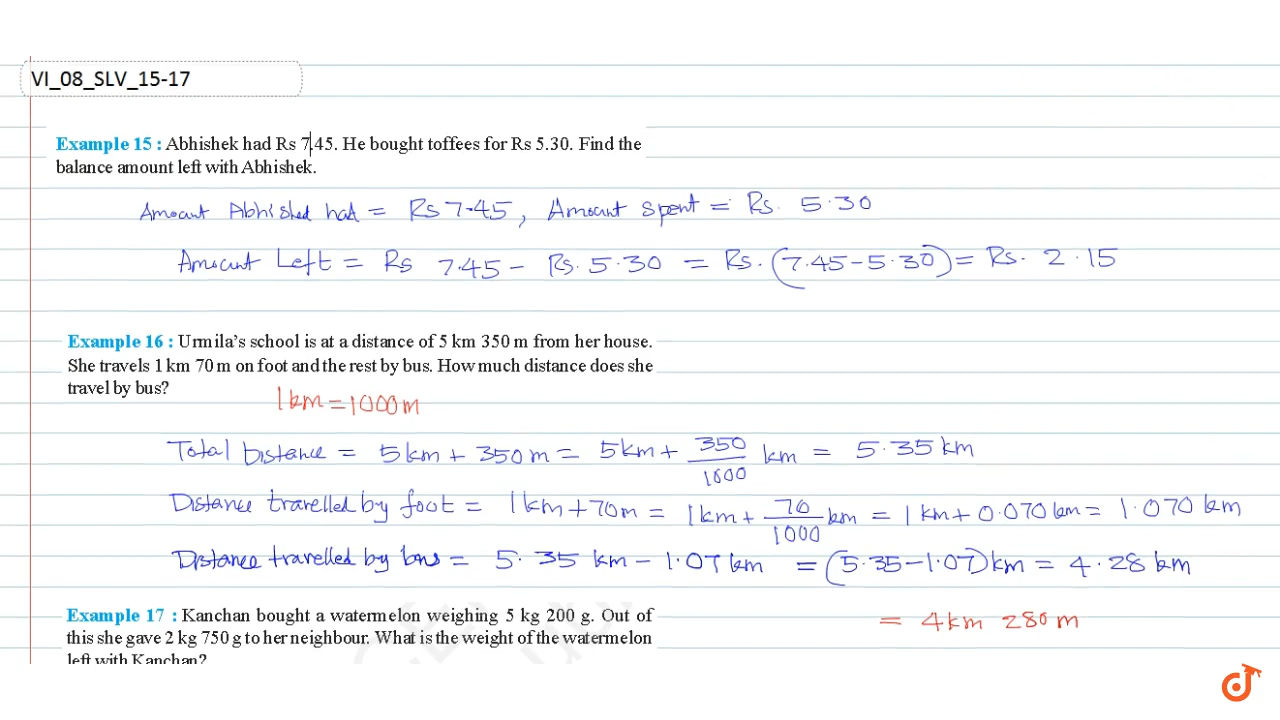 VI_08_SLV_15-17
Example 15 : Abhishek had Rs 7.45. He bought toffees for Rs 5.30. Find the
balance amount left with Abhishek.
Amount Abhished had = Rs 7.45, Amount spent = Rs. 5.30
Amount Left = Rs 7.45 - Rs. 5.30 = Rs. (7.45 - 5.30) = Rs. 2.15
Example 16 : Urmila's school is at a distance of 5 km 350 m from her house.
She travels 1 km 70 m on foot and the rest by bus. How much distance does she
travel by bus?
1km = 1000m
Total Distance = 5km + 350m = 5km + 350/1000 km = 5.35 km
Distance travelled by foot = 1km + 70m = 1km + 70/1000 km = 1 km + 0.070 km = 1.070 km
Distance travelled by bus = 5.35 km - 1.07 km = (5.35 - 1.07) km = 4.28 km
= 4km 280m
Example 17 : Kanchan bought a watermelon weighing 5 kg 200 g. Out of
this she gave 2 kg 750 g to her neighbour. What is the weight of the watermelon
left with Kanchan?